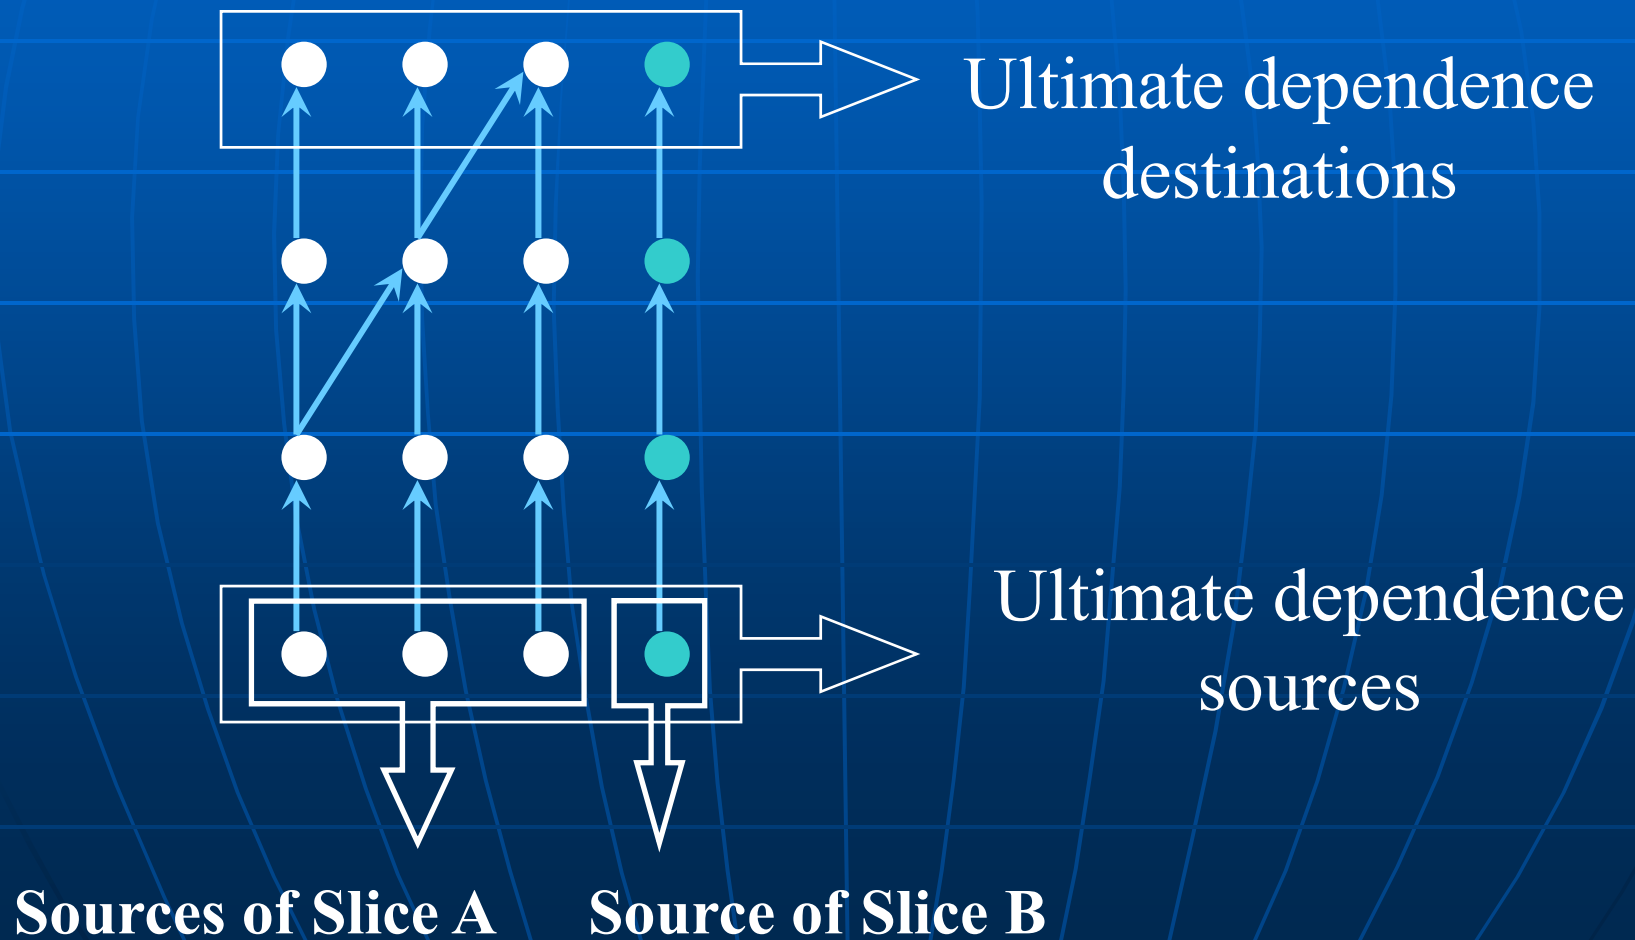 Ultimate dependence
destinations
Ultimate dependence
sources
Sources of Slice A
Source of Slice B